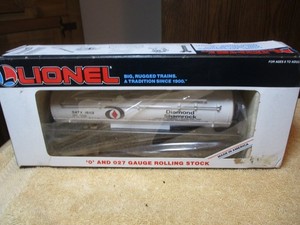 LIONEL
BIG, RUGGED TRAINS.
A TRADITION SINCE 1900.
FOR AGES 8 TO ADULT
Diamond
Shamrock
'O' AND 027 GAUGE ROLLING STOCK
MADE IN AMERICA